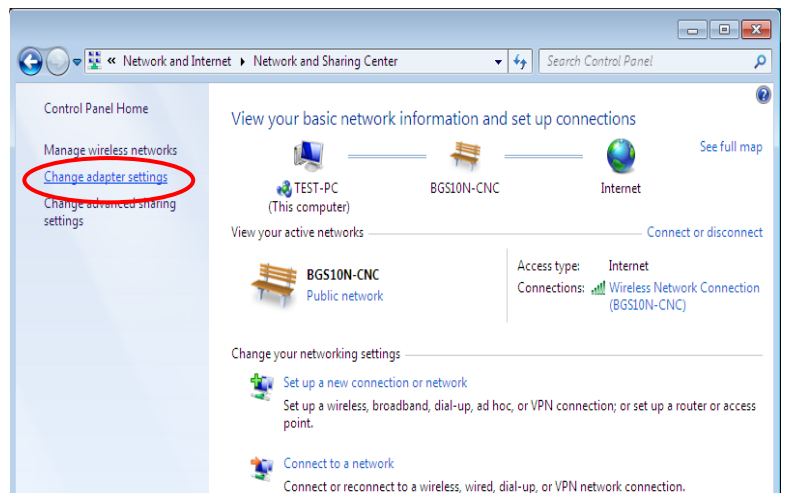 « Network and Internet ▸ Network and Sharing Center
Search Control Panel
Control Panel Home
Manage wireless networks
Change adapter settings
Change advanced sharing
settings
View your basic network information and set up connections
See full map
TEST-PC
(This computer)
BGS10N-CNC
Internet
View your active networks
Connect or disconnect
BGS10N-CNC
Public network
Access type: Internet
Connections: Wireless Network Connection
(BGS10N-CNC)
Change your networking settings
Set up a new connection or network
Set up a wireless, broadband, dial-up, ad hoc, or VPN connection; or set up a router or access
point.
Connect to a network
Connect or reconnect to a wireless, wired, dial-up, or VPN network connection.